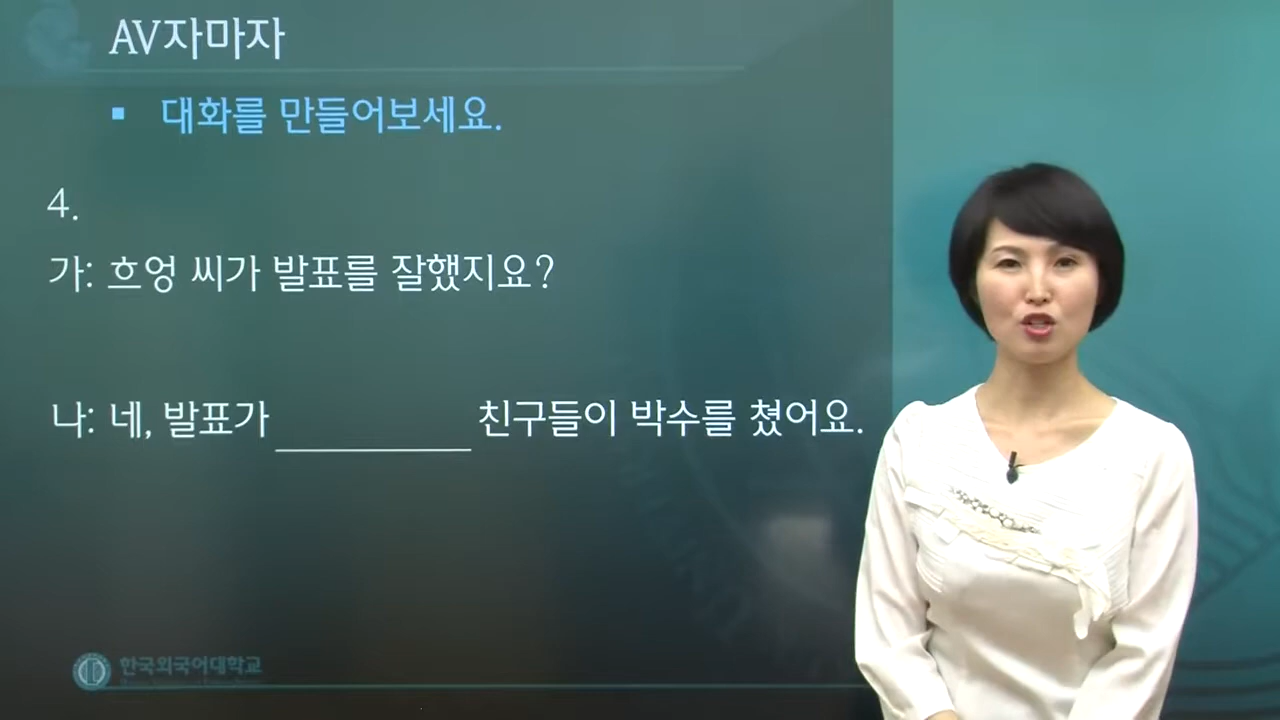 AV자마자
▪ 대화를 만들어보세요.
4.
가: 흐엉 씨가 발표를 잘했지요?
나: 네, 발표가 __________ 친구들이 박수를 쳤어요.
한국외국어대학교